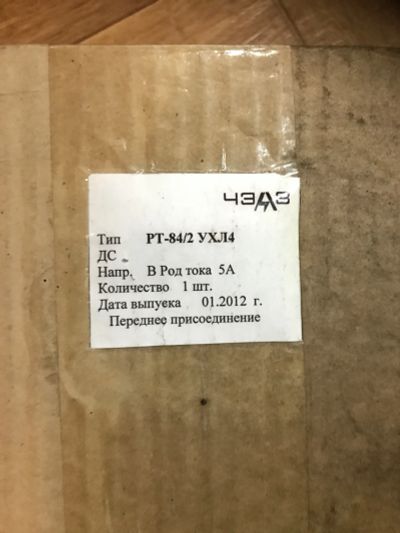 ЧЭАЗ
Тип РТ-84/2 УХЛ4
ДС
Напр. В Род тока 5А
Количество 1 шт.
Дата выпуека 01.2012 г.
Переднее присоединение